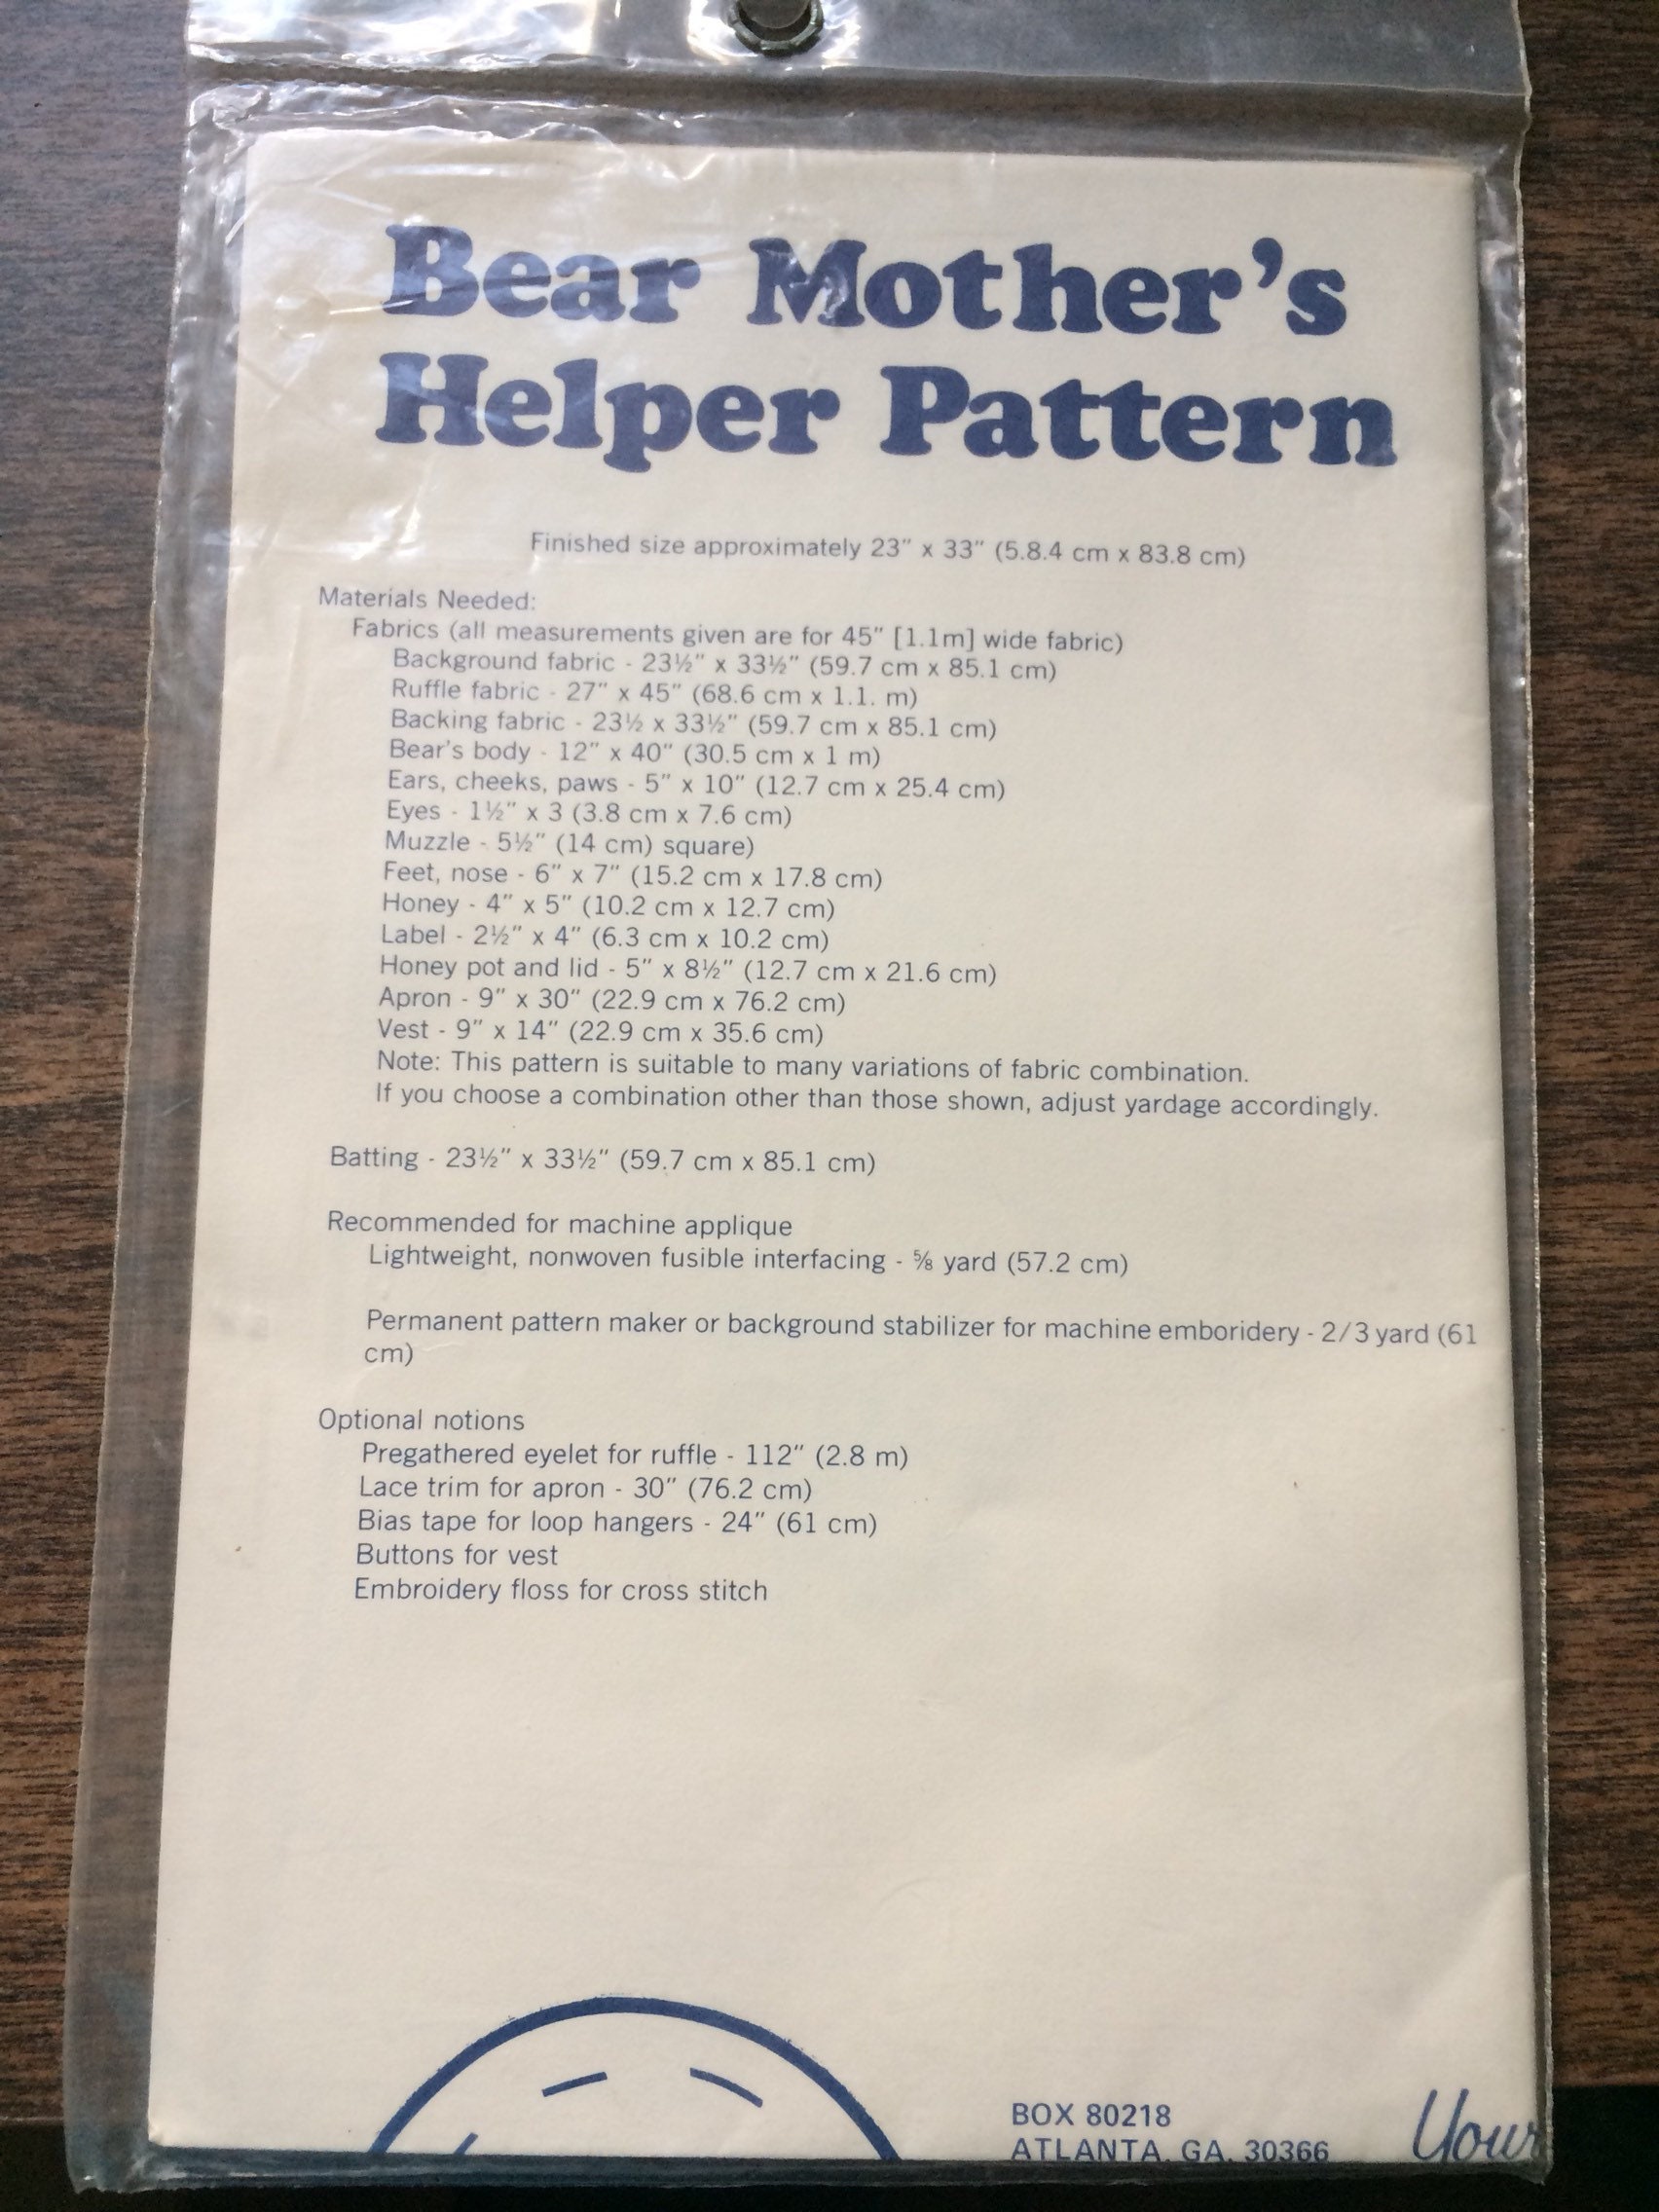 Bear Mother's
Helper Pattern
Finished size approximately 23" x 33" (5.8.4 cm x 83.8 cm)
Materials Needed:
Fabrics (all measurements given are for 45" [1.1m] wide fabric)
Background fabric - 23½" x 33½" (59.7 cm x 85.1 cm)
Ruffle fabric - 27" x 45" (68.6 cm x 1.1. m)
Backing fabric - 23½ x 33½" (59.7 cm x 85.1 cm)
Bear's body - 12" x 40" (30.5 cm x 1 m)
Ears, cheeks, paws - 5" x 10" (12.7 cm x 25.4 cm)
Eyes - 1½" x 3 (3.8 cm x 7.6 cm)
Muzzle - 5½" (14 cm) square)
Feet, nose - 6" x 7" (15.2 cm x 17.8 cm)
Honey - 4" x 5" (10.2 cm x 12.7 cm)
Label - 2½" x 4" (6.3 cm x 10.2 cm)
Honey pot and lid - 5" x 8½" (12.7 cm x 21.6 cm)
Apron - 9" x 30" (22.9 cm x 76.2 cm)
Vest - 9" x 14" (22.9 cm x 35.6 cm)
Note: This pattern is suitable to many variations of fabric combination.
If you choose a combination other than those shown, adjust yardage accordingly.
Batting - 23½" x 33½" (59.7 cm x 85.1 cm)
Recommended for machine applique
Lightweight, nonwoven fusible interfacing - ⅝ yard (57.2 cm)
Permanent pattern maker or background stabilizer for machine emboridery - 2/3 yard (61
cm)
Optional notions
Pregathered eyelet for ruffle - 112" (2.8 m)
Lace trim for apron - 30" (76.2 cm)
Bias tape for loop hangers - 24" (61 cm)
Buttons for vest
Embroidery floss for cross stitch
BOX 80218
ATLANTA, GA. 30366
Your